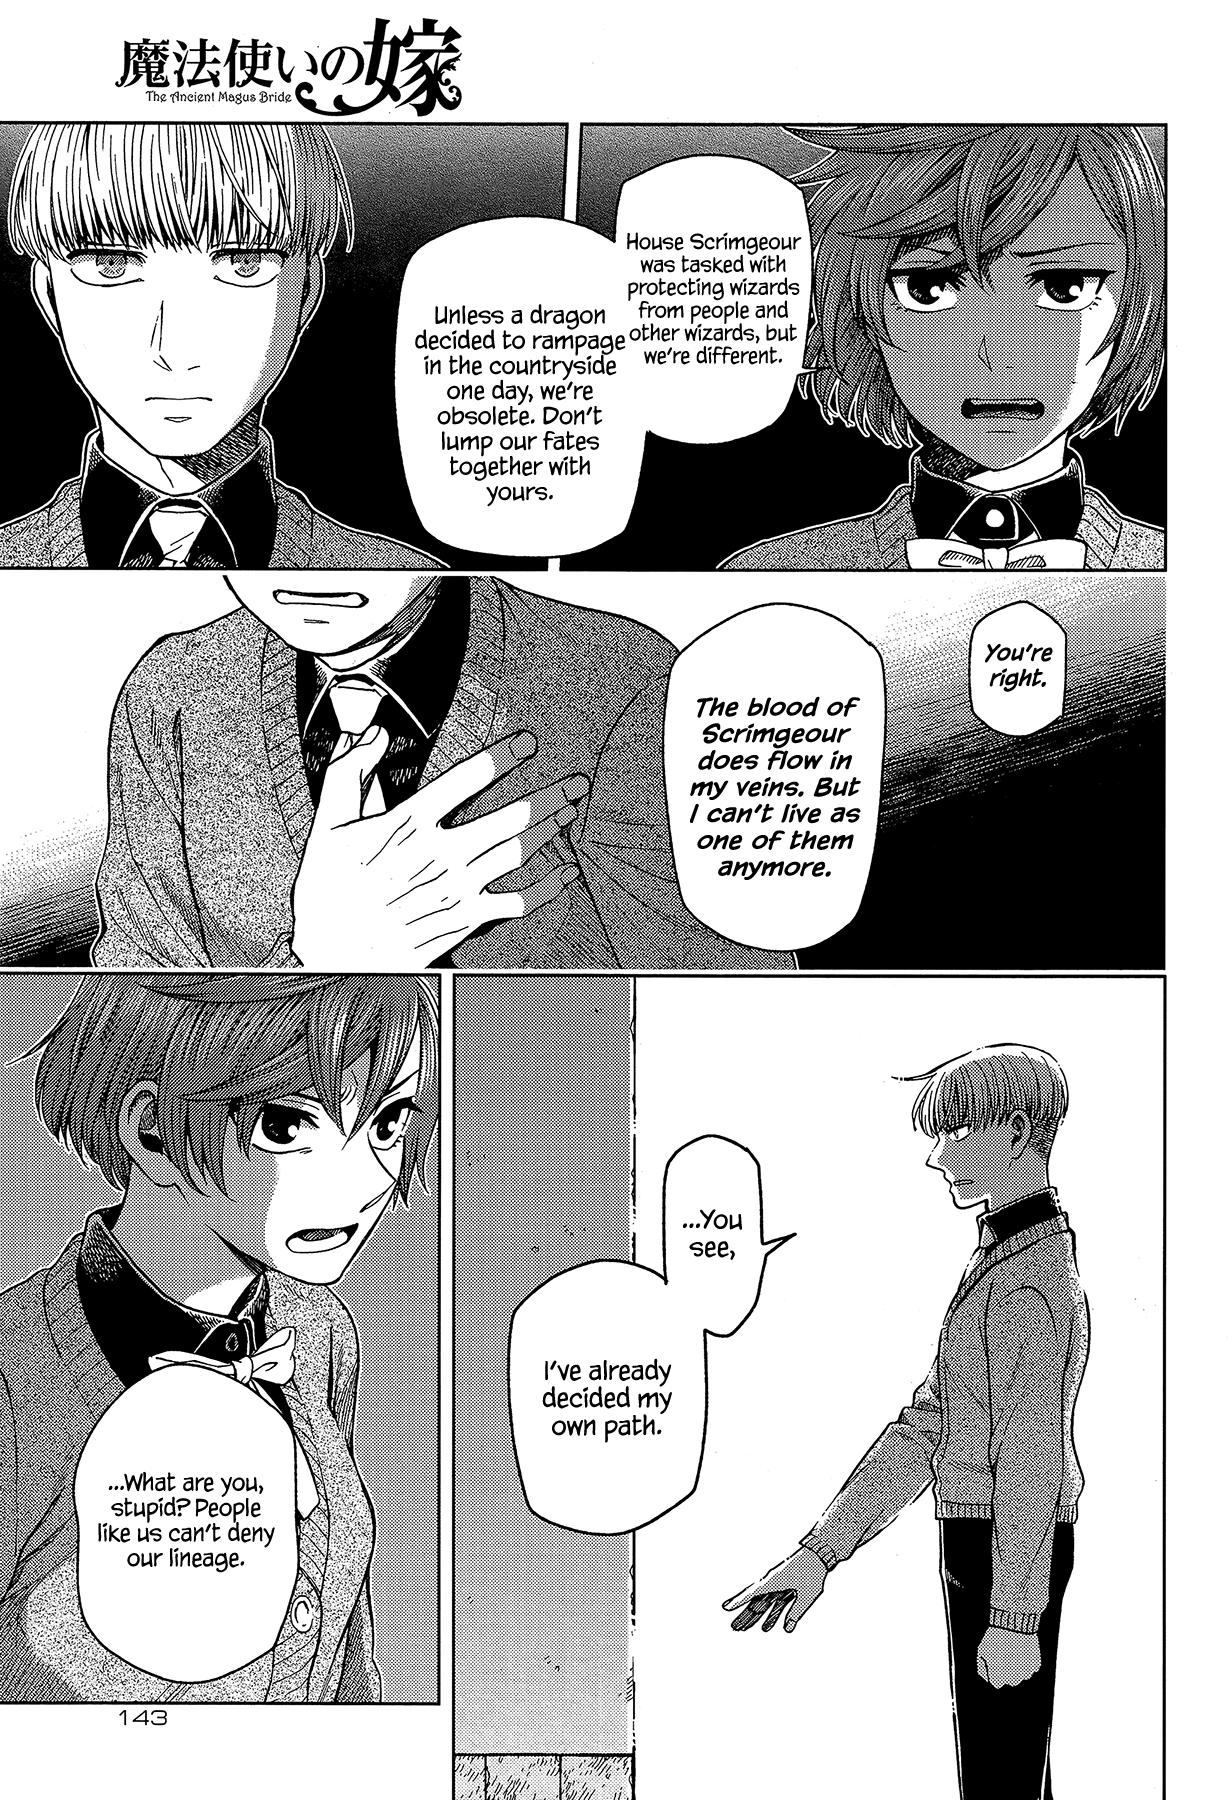 魔法使いの嫁
The Ancient Magus Bride
House Scrimgeour
was tasked with
protecting wizards
from people and
other wizards, but
we're different.
Unless a dragon
decided to rampage
in the countryside
one day, we're
obsolete. Don't
lump our fates
together with
yours.
You're
right.
The blood of
Scrimgeour
does flow in
my veins. But
I can't live as
one of them
anymore.
...You
see,
I've already
decided my
own path.
...What are you,
stupid? People
like us can't deny
our lineage.
143